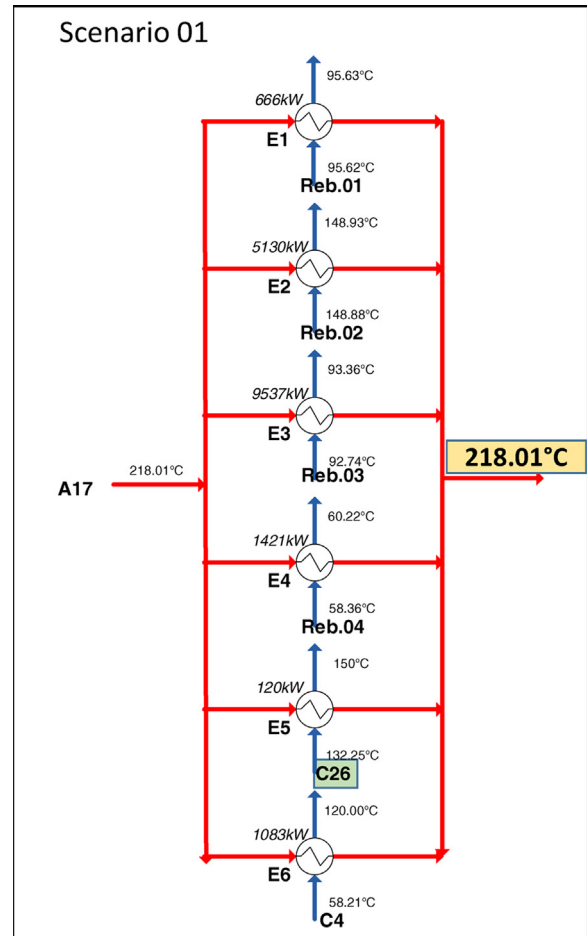 Scenario 01
95.63°C
666kW
E1
95.62°C
Reb.01
148.93°C
5130kW
E2
148.88°C
Reb.02
93.36°C
9537kW
E3
92.74°C
Reb.03
218.01°C
A17
218.01°C
60.22°C
1421kW
E4
58.36°C
Reb.04
150°C
120kW
E5
132.25°C
C26
120.00°C
1083kW
E6
58.21°C
C4